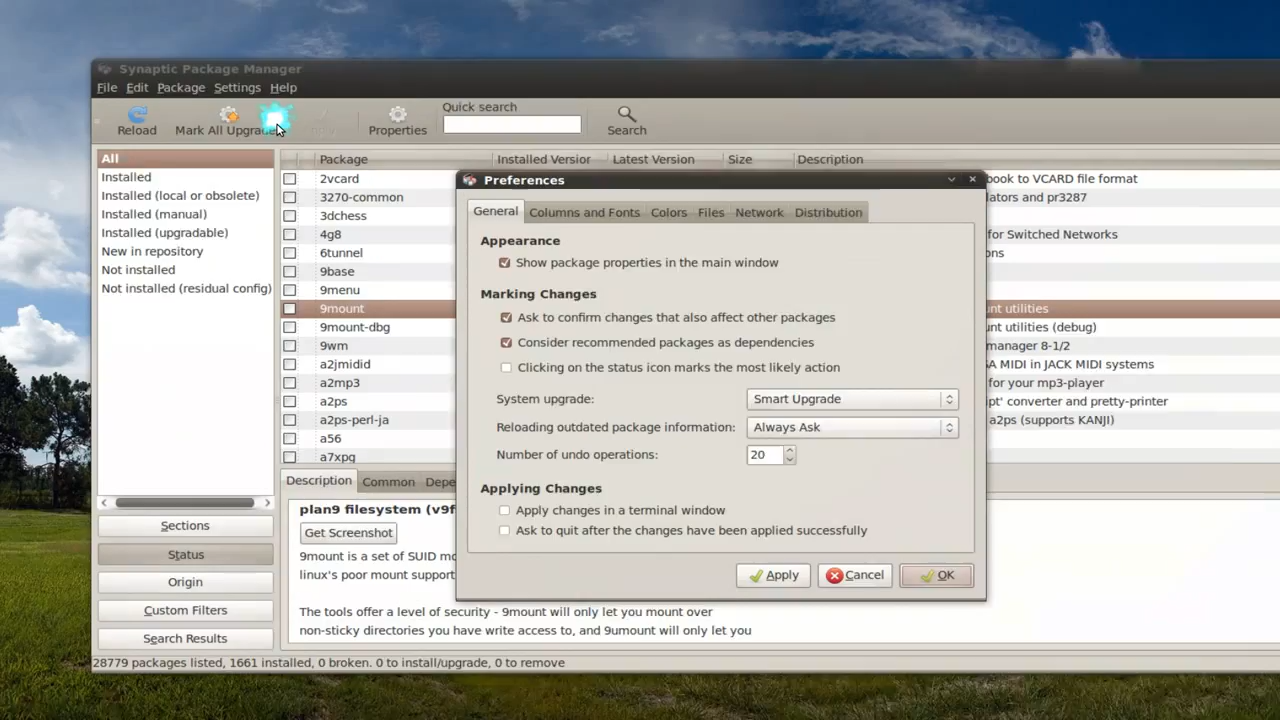 Synaptic Package Manager
File Edit Package Settings Help
Reload Mark All Upgrade Properties Quick search Search
All
Installed
Installed (local or obsolete)
Installed (manual)
Installed (upgradable)
New in repository
Not installed
Not installed (residual config)
Sections
Status
Origin
Custom Filters
Search Results
Package Installed Version Latest Version Size Description
2vcard book to VCARD file format
3270-common lators and pr3287
3dchess
4g8 for Switched Networks
6tunnel ons
9base
9menu
9mount unt utilities
9mount-dbg unt utilities (debug)
9wm manager 8-1/2
a2jmidid SA MIDI in JACK MIDI systems
a2mp3 for your mp3-player
a2ps ipt' converter and pretty-printer
a2ps-perl-ja a2ps (supports KANJI)
a56
a7xpg
Preferences
General Columns and Fonts Colors Files Network Distribution
Appearance
Show package properties in the main window
Marking Changes
Ask to confirm changes that also affect other packages
Consider recommended packages as dependencies
Clicking on the status icon marks the most likely action
System upgrade: Smart Upgrade
Reloading outdated package information: Always Ask
Number of undo operations: 20
Applying Changes
Apply changes in a terminal window
Ask to quit after the changes have been applied successfully
Apply Cancel OK
Description Common Depe
plan9 filesystem (v9f
Get Screenshot
9mount is a set of SUID mo
linux's poor mount support
The tools offer a level of security - 9mount will only let you mount over
non-sticky directories you have write access to, and 9umount will only let you
28779 packages listed, 1661 installed, 0 broken. 0 to install/upgrade, 0 to remove